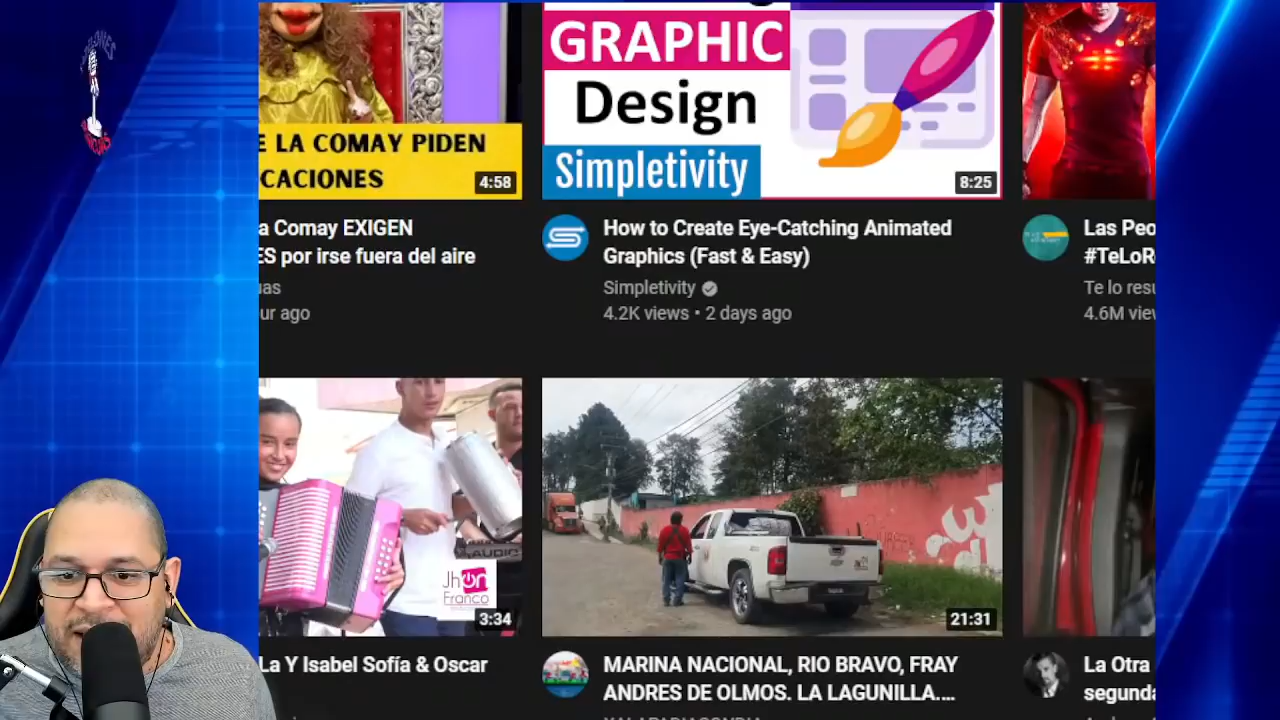 GRAPHIC
Design
Simpletivity
E LA COMAY PIDEN
CACIONES
4:58
8:25
a Comay EXIGEN
ES por irse fuera del aire
uas
ur ago
How to Create Eye-Catching Animated
Graphics (Fast & Easy)
Simpletivity
4.2K views • 2 days ago
Las Peo
#TeLoR
Te lo resu
4.6M view
Jhon
Franco
3:34
21:31
La Y Isabel Sofía & Oscar
MARINA NACIONAL, RIO BRAVO, FRAY
ANDRES DE OLMOS. LA LAGUNILLA....
La Otra
segunda